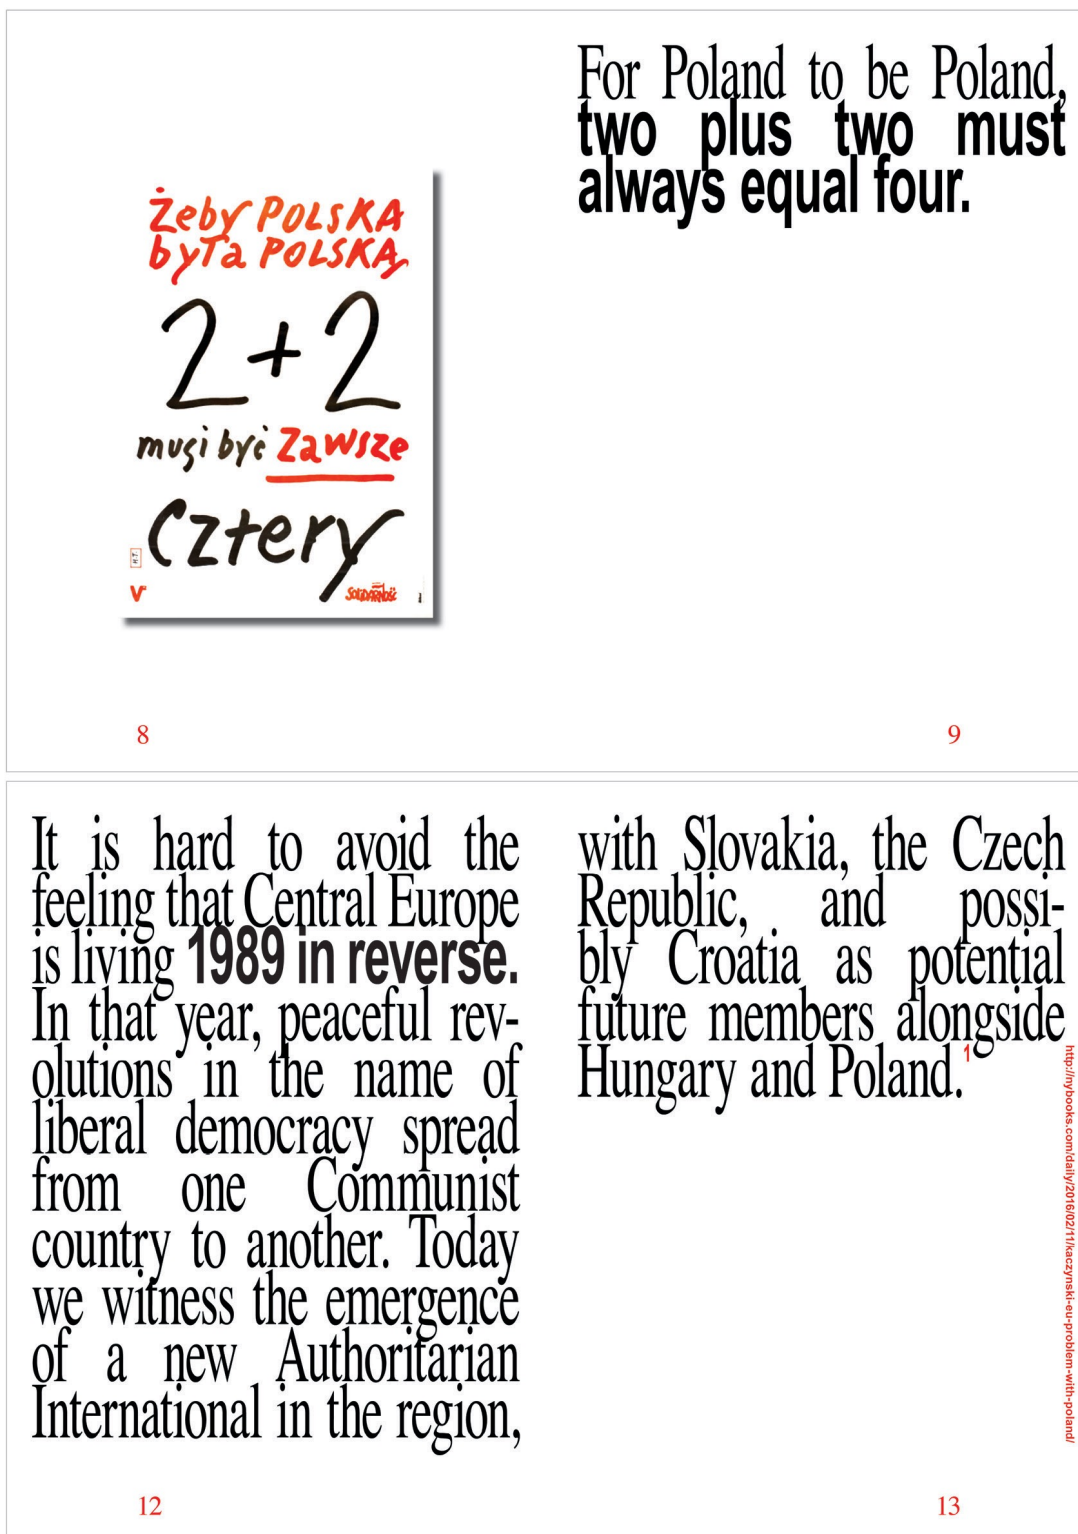 Żeby POLSKA
była POLSKĄ
2+2
musi być Zawsze
Cztery
H.T.
V
SOLIDARNOŚĆ
8
For Poland to be Poland,
two plus two must
always equal four.
9
It is hard to avoid the
feeling that Central Europe
is living 1989 in reverse.
In that year, peaceful rev-
olutions in the name of
liberal democracy spread
from one Communist
country to another. Today
we witness the emergence
of a new Authoritarian
International in the region,
12
with Slovakia, the Czech
Republic, and possi-
bly Croatia as potential
future members alongside
Hungary and Poland.1
http://nybooks.com/daily/2016/02/11/kaczynski-eu-problem-with-poland/
13